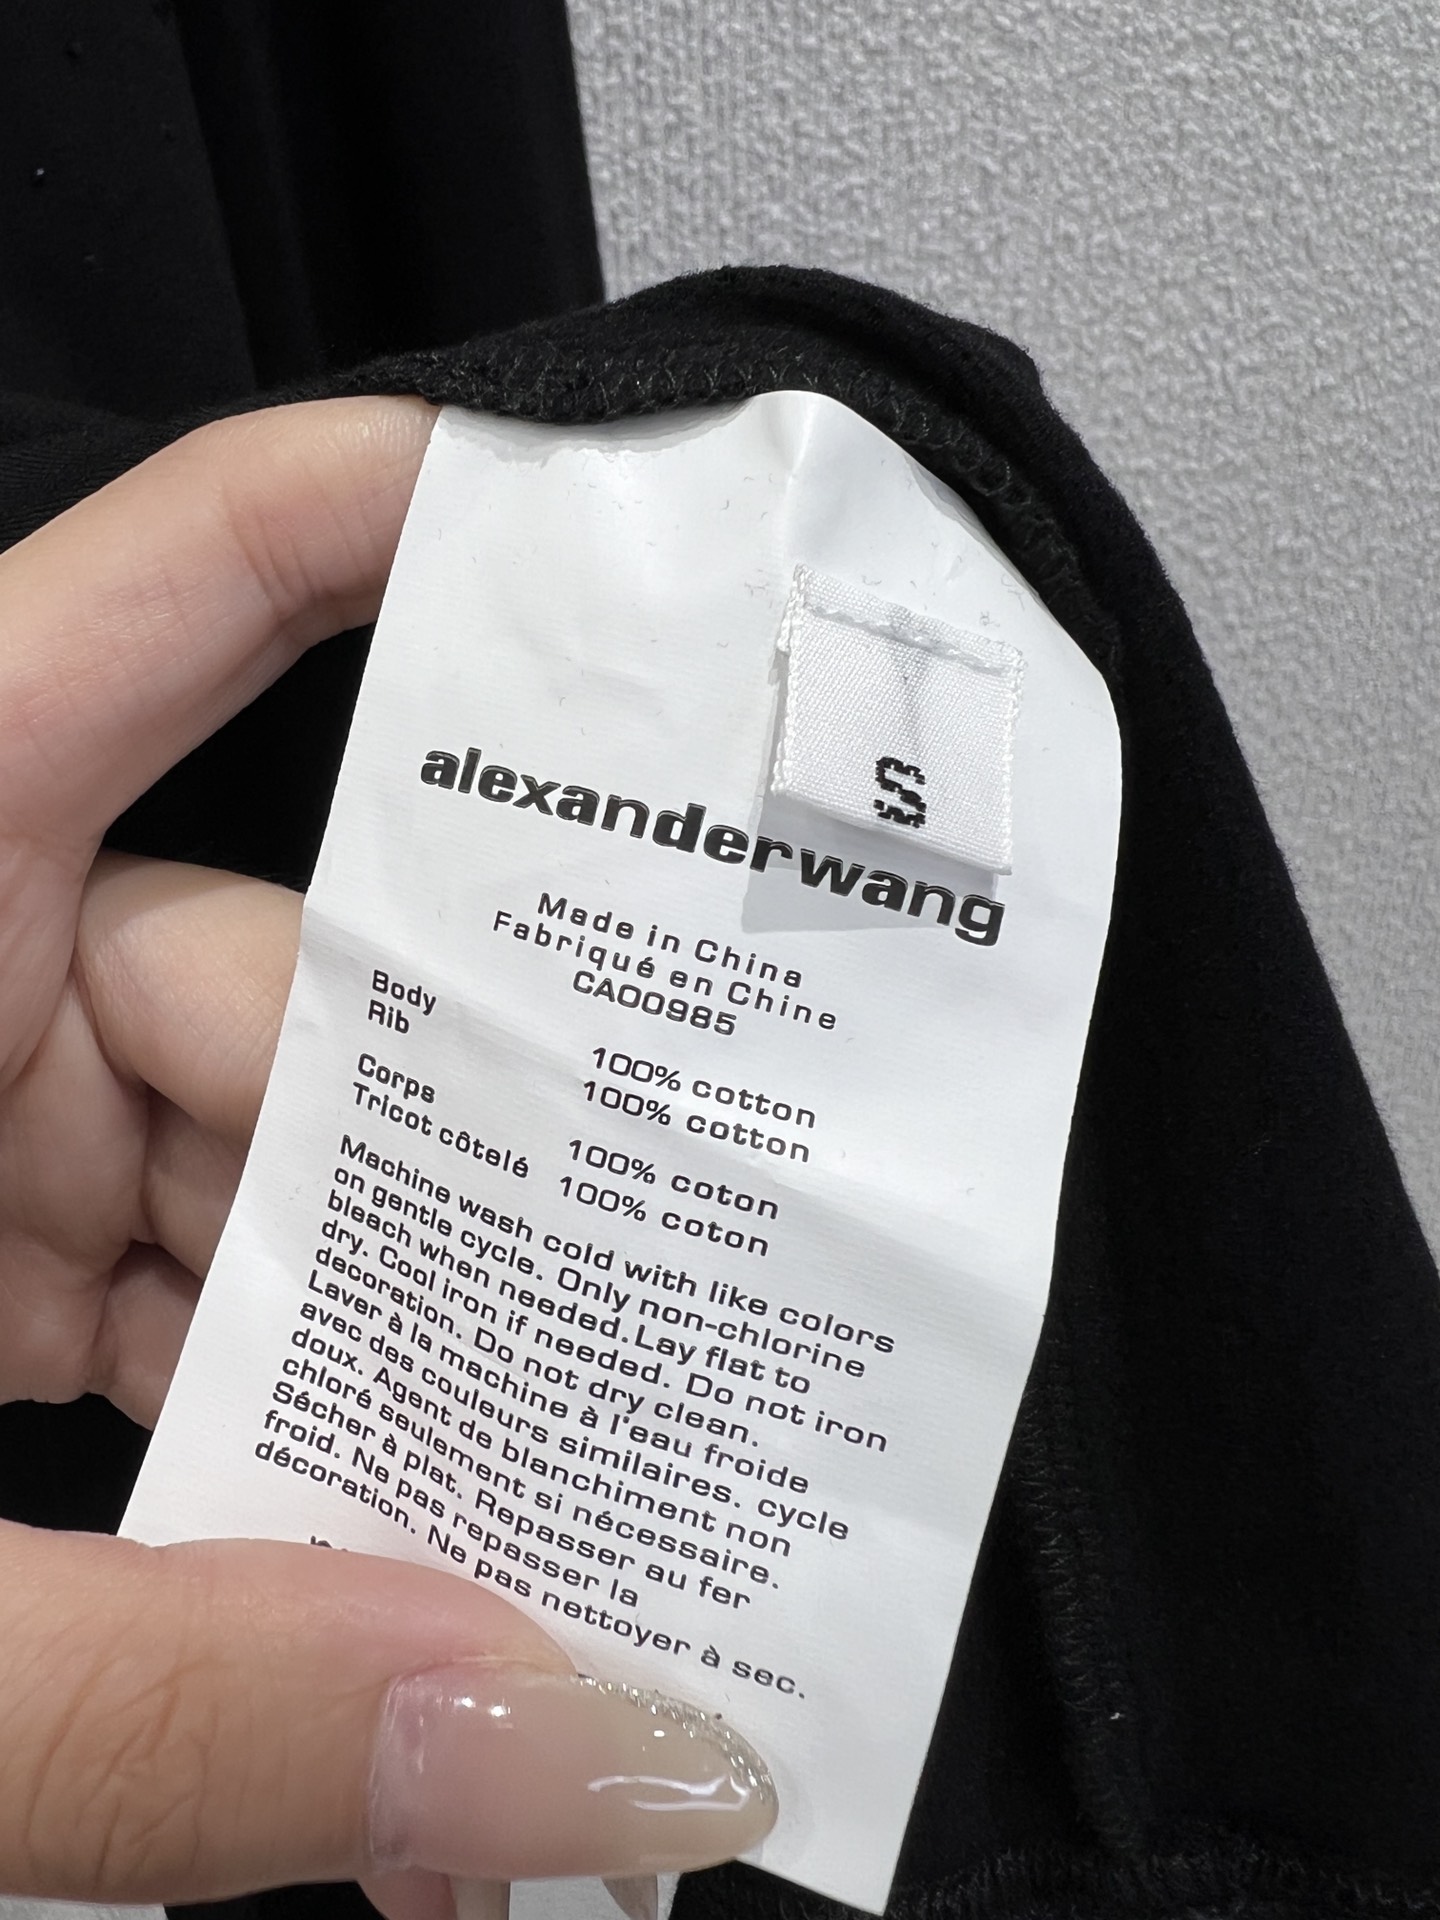 S
alexanderwang
Made in China
Fabriqué en Chine
CA00985
Body 100% cotton
Rib 100% cotton
Corps 100% coton
Tricot côtelé 100% coton
Machine wash cold with like colors
on gentle cycle. Only non-chlorine
bleach when needed. Lay flat to
dry. Cool iron if needed. Do not iron
decoration. Do not dry clean.
Laver à la machine à l'eau froide
avec des couleurs similaires. cycle
doux. Agent de blanchiment non
chloré seulement si nécessaire.
Sécher à plat. Repasser au fer
froid. Ne pas repasser la
décoration. Ne pas nettoyer à sec.